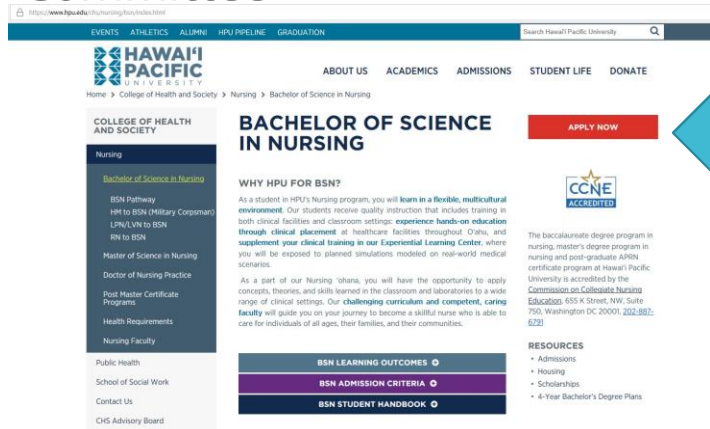 https://www.hpu.edu/chs/nursing/bsn/index.html
EVENTS ATHLETICS ALUMNI HPU PIPELINE GRADUATION
Search Hawai'i Pacific University
HAWAI'I
PACIFIC
UNIVERSITY
ABOUT US ACADEMICS ADMISSIONS STUDENT LIFE DONATE
Home > College of Health and Society > Nursing > Bachelor of Science in Nursing
COLLEGE OF HEALTH
AND SOCIETY
Nursing
Bachelor of Science in Nursing
BSN Pathway
HM to BSN (Military Corpsman)
LPN/LVN to BSN
RN to BSN
Master of Science in Nursing
Doctor of Nursing Practice
Post Master Certificate
Programs
Health Requirements
Nursing Faculty
Public Health
School of Social Work
Contact Us
CHS Advisory Board
BACHELOR OF SCIENCE
IN NURSING
WHY HPU FOR BSN?
As a student in HPU's Nursing program, you will learn in a flexible, multicultural
environment. Our students receive quality instruction that includes training in
both clinical facilities and classroom settings: experience hands-on education
through clinical placement at healthcare facilities throughout O'ahu, and
supplement your clinical training in our Experiential Learning Center, where
you will be exposed to planned simulations modeled on real-world medical
scenarios.
As a part of our Nursing 'ohana, you will have the opportunity to apply
concepts, theories, and skills learned in the classroom and laboratories to a wide
range of clinical settings. Our challenging curriculum and competent, caring
faculty will guide you on your journey to become a skillful nurse who is able to
care for individuals of all ages, their families, and their communities.
BSN LEARNING OUTCOMES
BSN ADMISSION CRITERIA
BSN STUDENT HANDBOOK
APPLY NOW
CCNE
ACCREDITED
The baccalaureate degree program in
nursing, master's degree program in
nursing and post-graduate APRN
certificate program at Hawai'i Pacific
University is accredited by the
Commission on Collegiate Nursing
Education, 655 K Street, NW, Suite
750, Washington DC 20001, 202-887-
6791
RESOURCES
• Admissions
• Housing
• Scholarships
• 4-Year Bachelor's Degree Plans